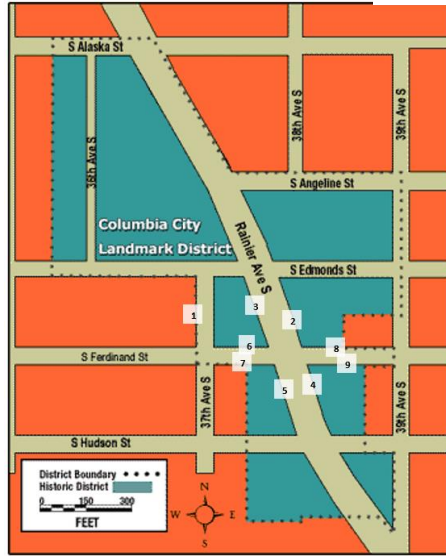 S Alaska St
36th Ave S
38th Ave S
39th Ave S
S Angeline St
Columbia City
Landmark District
Rainier Ave S
S Edmonds St
1
3
2
6
8
S Ferdinand St
7
9
5
4
37th Ave S
39th Ave S
S Hudson St
District Boundary
Historic District
0 150 300
FEET
N
W E
S